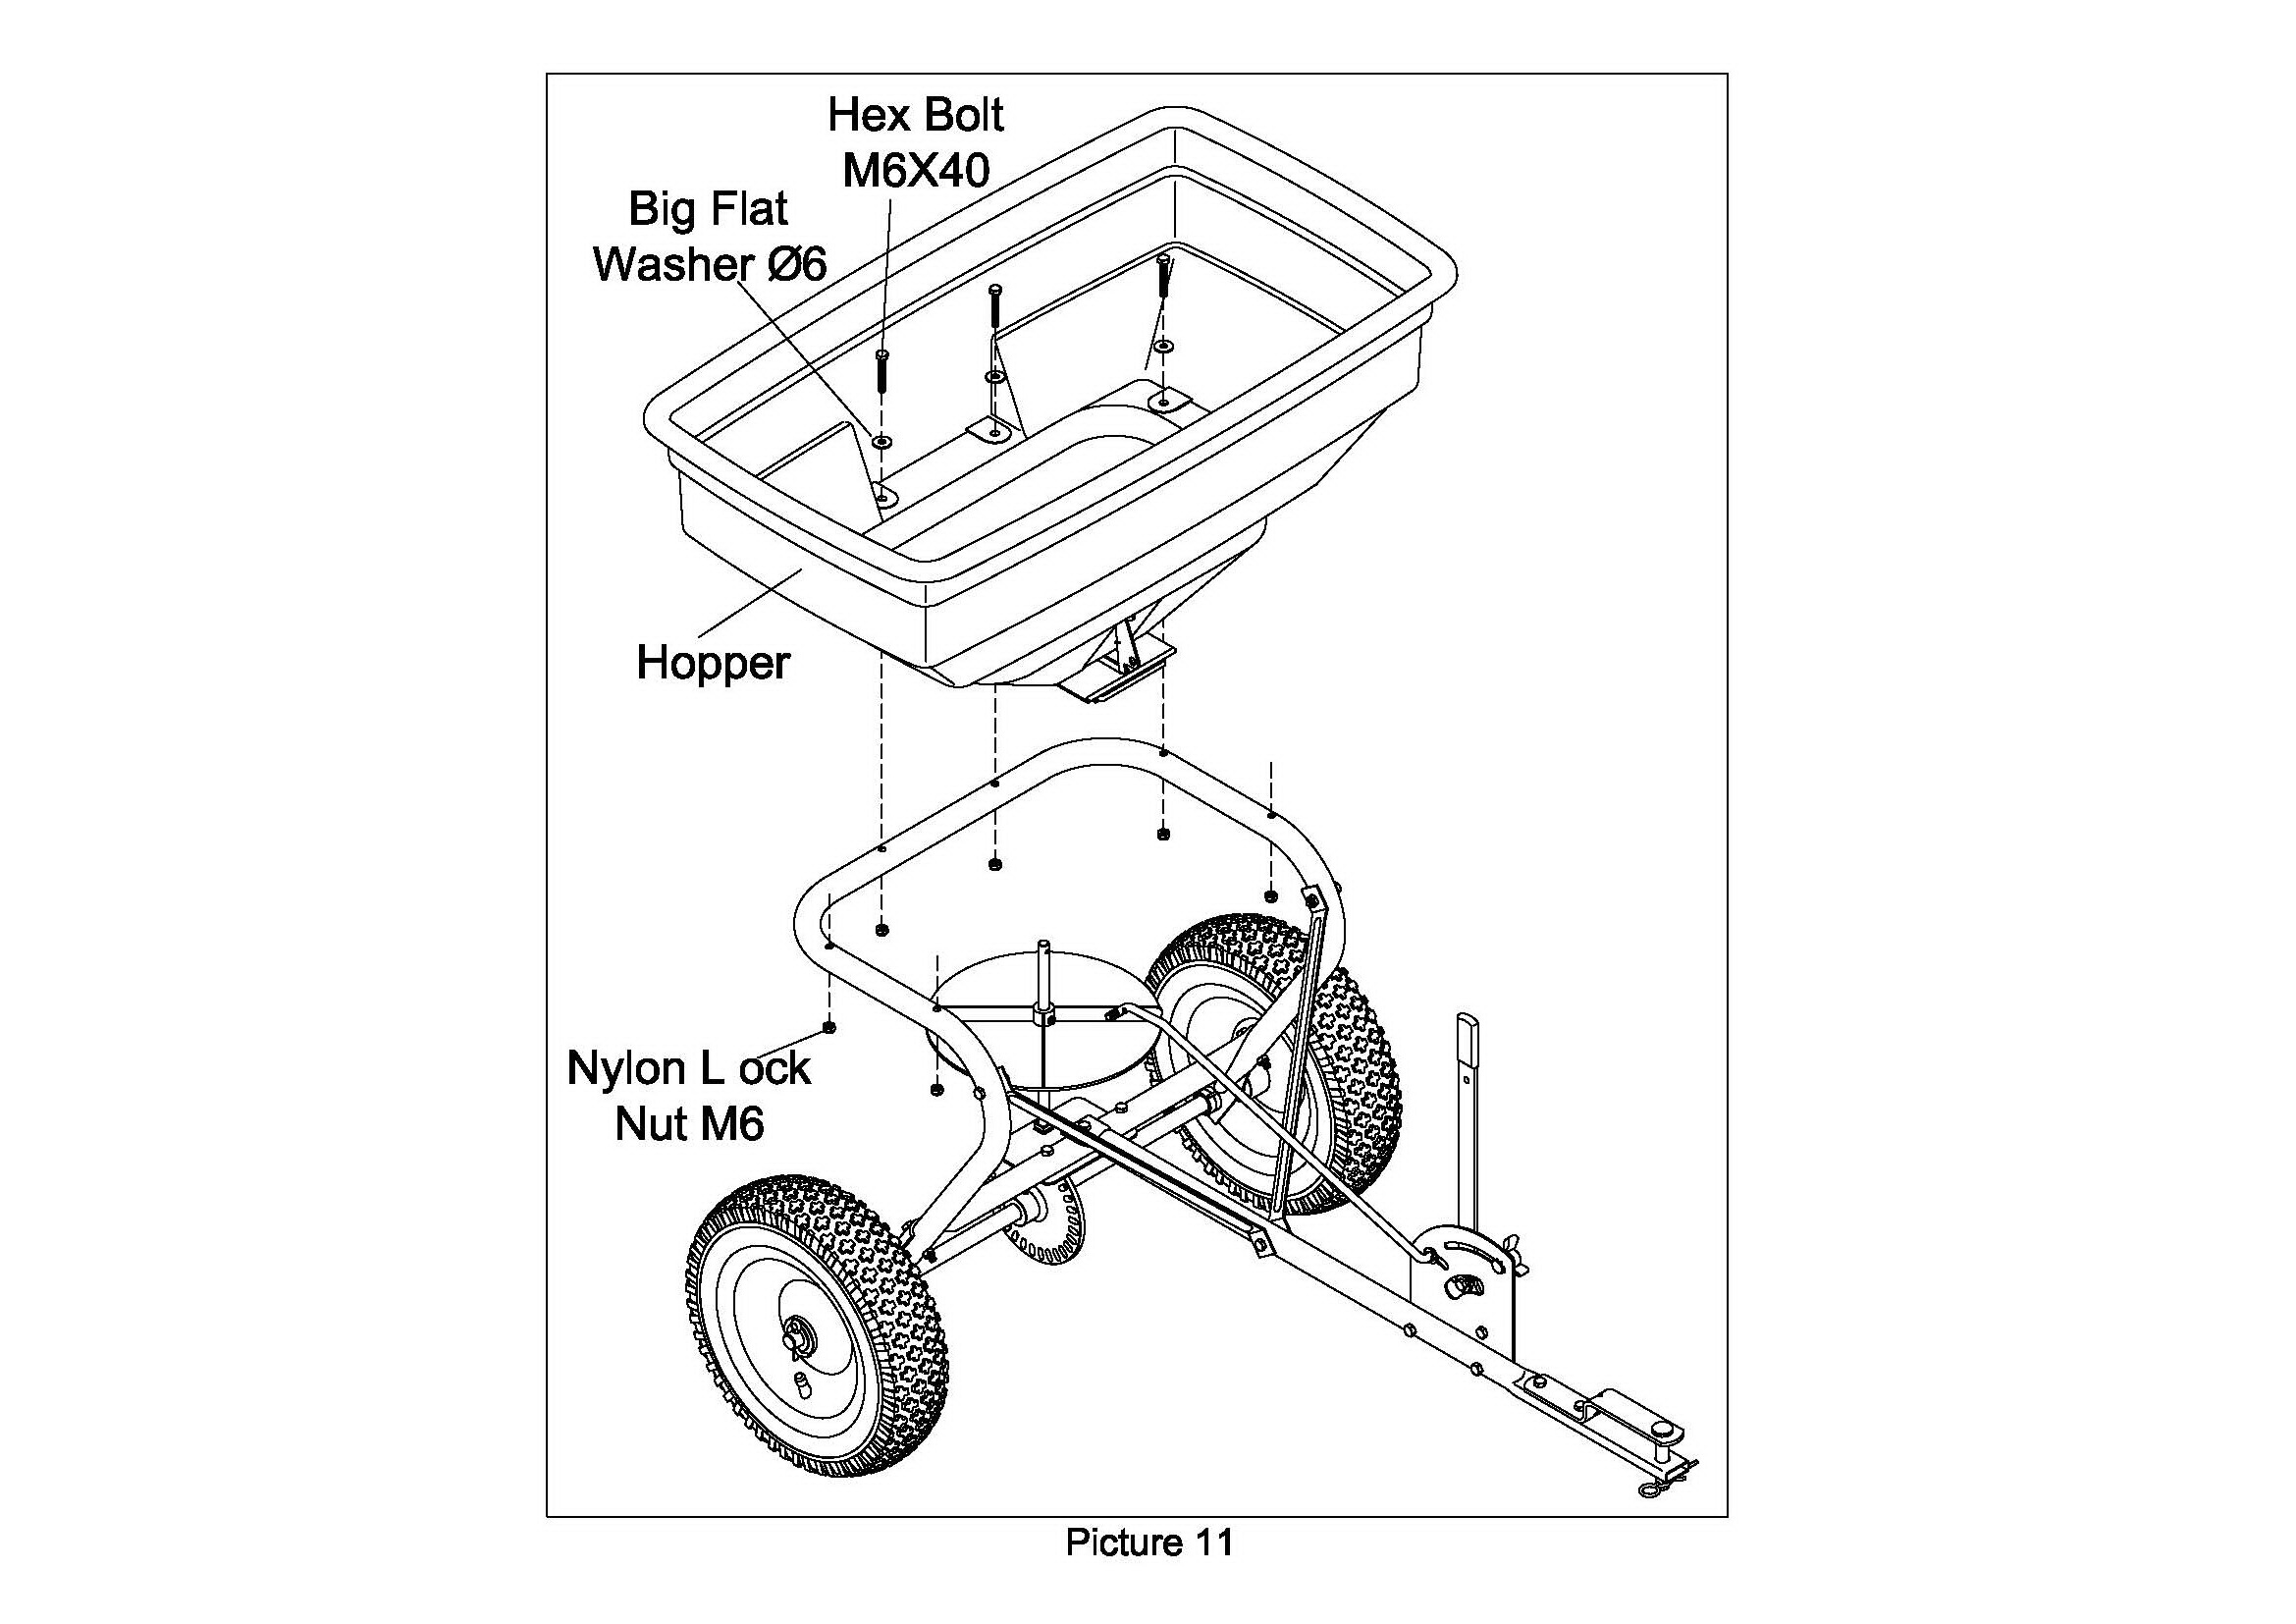 Hex Bolt
M6X40
Big Flat
Washer Ø6
Hopper
Nylon L ock
Nut M6
Picture 11